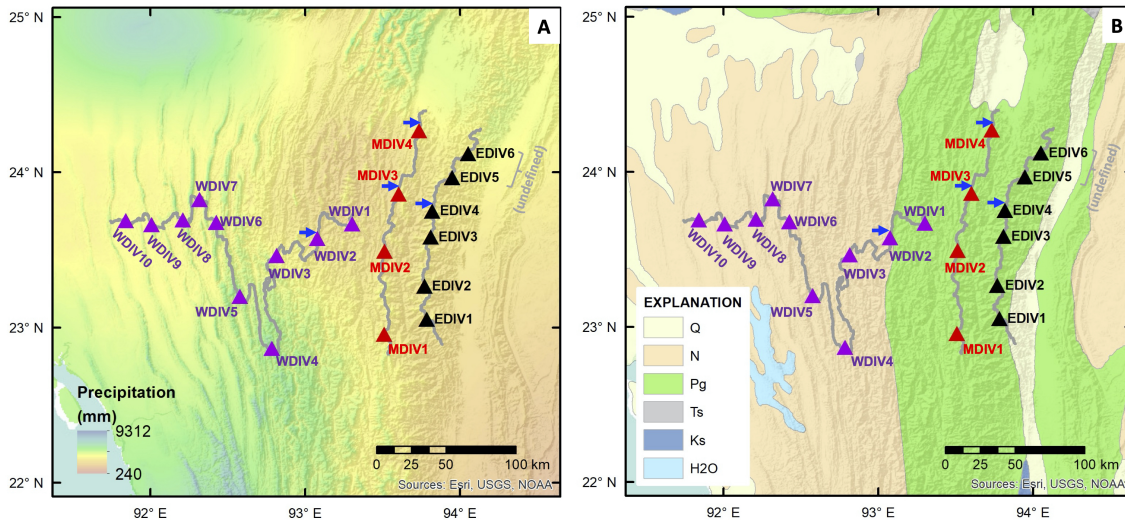 A
25° N
24° N
23° N
22° N
92° E
93° E
94° E
MDIV4
MDIV3
MDIV2
MDIV1
EDIV6
EDIV5
EDIV4
EDIV3
EDIV2
EDIV1
(undefined)
WDIV7
WDIV6
WDIV1
WDIV2
WDIV3
WDIV10
WDIV9
WDIV8
WDIV5
WDIV4
Precipitation
(mm)
9312
240
0 50 100 km
Sources: Esri, USGS, NOAA
B
25° N
24° N
23° N
22° N
92° E
93° E
94° E
MDIV4
MDIV3
MDIV2
MDIV1
EDIV6
EDIV5
EDIV4
EDIV3
EDIV2
EDIV1
(undefined)
WDIV7
WDIV6
WDIV1
WDIV2
WDIV3
WDIV10
WDIV9
WDIV8
WDIV5
WDIV4
EXPLANATION
Q
N
Pg
Ts
Ks
H2O
0 50 100 km
Sources: Esri, USGS, NOAA